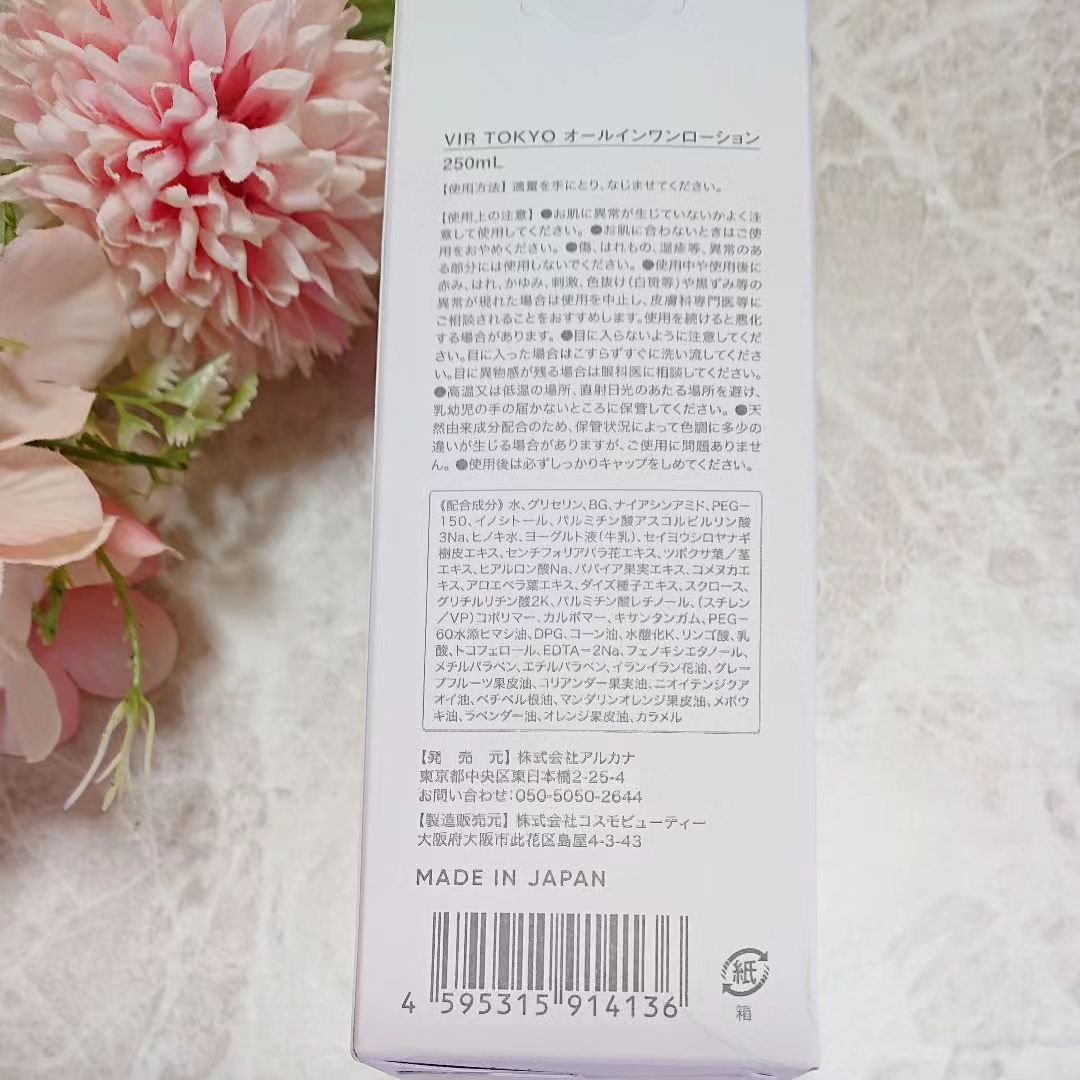 VIR TOKYO オールインワンローション
250mL
【使用方法】適量を手にとり、なじませてください。
【使用上の注意】●お肌に異常が生じていないかよく注
意して使用してください。●お肌に合わないときはご使
用をおやめください。●傷、はれもの、湿疹等、異常のあ
る部分には使用しないでください。●使用中や使用後に
赤み、はれ、かゆみ、刺激、色抜け(白斑等)や黒ずみ等の
異常が現れた場合は使用を中止し、皮膚科専門医等に
ご相談されることをおすすめします。使用を続けると悪化
する場合があります。●目に入らないように注意してくだ
さい。目に入った場合はこすらずすぐに洗い流してくださ
い。目に異物感が残る場合は眼科医に相談してください。
●高温又は低温の場所、直射日光のあたる場所を避け、
乳幼児の手の届かないところに保管してください。●天
然由来成分配合のため、保管状況によって色調に多少の
違いが生じる場合がありますが、ご使用に問題ありませ
ん。●使用後は必ずしっかりキャップをしめてください。
《配合成分》水、グリセリン、BG、ナイアシンアミド、PEG-
150、イノシトール、パルミチン酸アスコルビルリン酸
3Na、ヒノキ水、ヨーグルト液(牛乳)、セイヨウシロヤナギ
樹皮エキス、センチフォリアバラ花エキス、ツボクサ葉/茎
エキス、ヒアルロン酸Na、パパイア果実エキス、コメヌカエ
キス、アロエベラ葉エキス、ダイズ種子エキス、スクロース、
グリチルリチン酸2K、パルミチン酸レチノール、(スチレン
/VP)コポリマー、カルボマー、キサンタンガム、PEG-
60水添ヒマシ油、DPG、コーン油、水酸化K、リンゴ酸、乳
酸、トコフェロール、EDTA-2Na、フェノキシエタノール、
メチルパラベン、エチルパラベン、イランイラン花油、グレー
プフルーツ果皮油、コリアンダー果実油、ニオイテンジクア
オイ油、ベチベル根油、マンダリンオレンジ果皮油、メボウ
キ油、ラベンダー油、オレンジ果皮油、カラメル
【発 売 元】株式会社アルカナ
東京都中央区東日本橋2-25-4
お問い合わせ:050-5050-2644
【製造販売元】株式会社コスモビューティー
大阪府大阪市此花区島屋4-3-43
MADE IN JAPAN
4 595315 914136
紙
箱